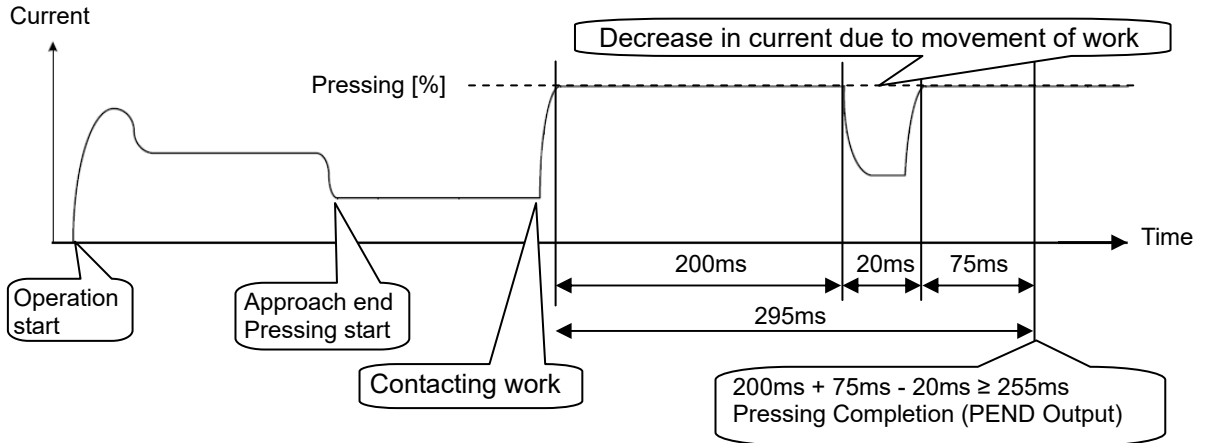 Current
Decrease in current due to movement of work
Pressing [%]
Time
200ms
20ms
75ms
Operation
start
Approach end
Pressing start
295ms
Contacting work
200ms + 75ms - 20ms ≥ 255ms
Pressing Completion (PEND Output)